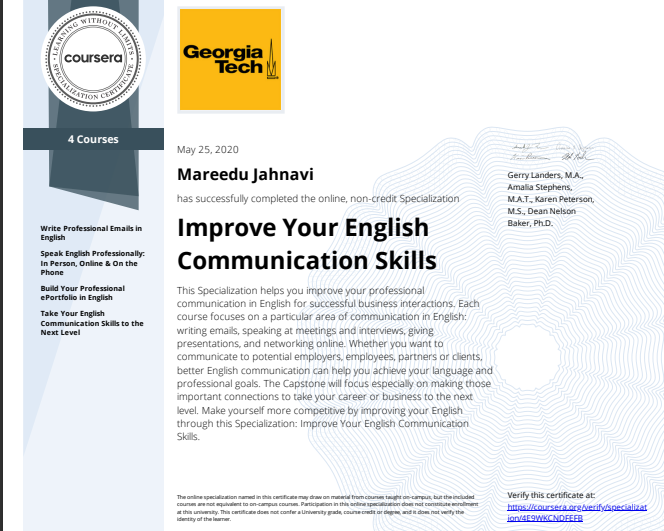 LEARNING WITHOUT LIMITS
coursera
SPECIALIZATION CERTIFICATE
4 Courses
Write Professional Emails in
English
Speak English Professionally:
In Person, Online & On the
Phone
Build Your Professional
ePortfolio in English
Take Your English
Communication Skills to the
Next Level
Georgia
Tech
May 25, 2020
Mareedu Jahnavi
has successfully completed the online, non-credit Specialization
Improve Your English
Communication Skills
This Specialization helps you improve your professional
communication in English for successful business interactions. Each
course focuses on a particular area of communication in English:
writing emails, speaking at meetings and interviews, giving
presentations, and networking online. Whether you want to
communicate to potential employers, employees, partners or clients,
better English communication can help you achieve your language and
professional goals. The Capstone will focus especially on making those
important connections to take your career or business to the next
level. Make yourself more competitive by improving your English
through this Specialization: Improve Your English Communication
Skills.
Gerry Landers, M.A.,
Amalia Stephens,
M.A.T., Karen Peterson,
M.S., Dean Nelson
Baker, Ph.D.
The online specialization named in this certificate may draw on material from courses taught on-campus, but the included
courses are not equivalent to on-campus courses. Participation in this online specialization does not constitute enrollment
at this university. This certificate does not confer a University grade, course credit or degree, and it does not verify the
identity of the learner.
Verify this certificate at:
https://coursera.org/verify/specializat
ion/4E9WKCNDFEFB